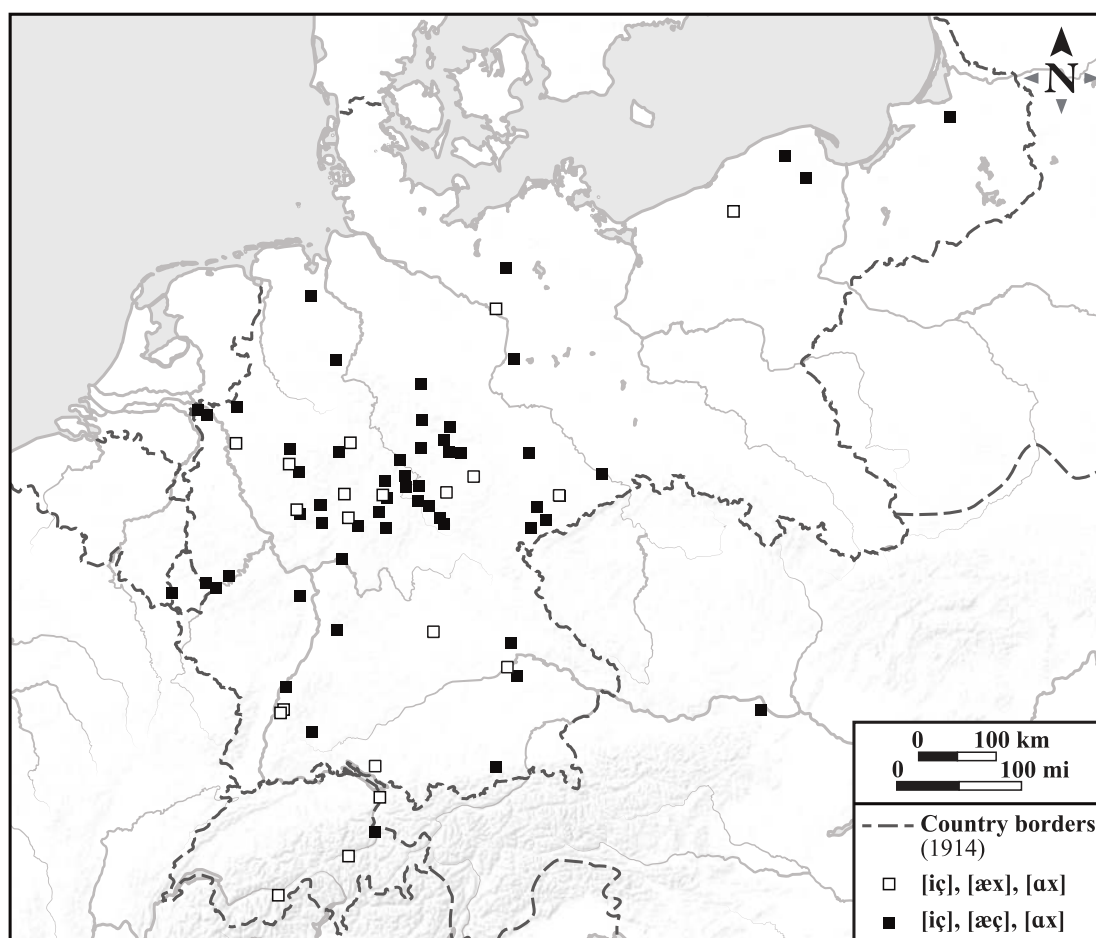 N
0 100 km
0 100 mi
Country borders
(1914)
[iç], [æx], [ɑx]
[iç], [æç], [ɑx]